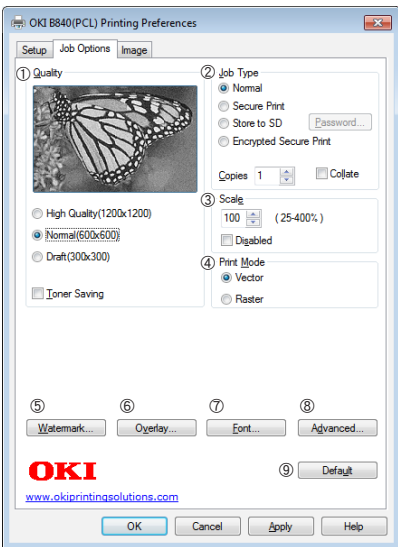 OKI B840(PCL) Printing Preferences
Setup Job Options Image
① Quality
High Quality(1200x1200)
Normal(600x600)
Draft(300x300)
Toner Saving
② Job Type
Normal
Secure Print
Store to SD Password...
Encrypted Secure Print
Copies 1 Collate
③ Scale
100 ( 25-400% )
Disabled
④ Print Mode
Vector
Raster
⑤ ⑥ ⑦ ⑧
Watermark... Overlay... Font... Advanced...
⑨ Default
OKI
www.okiprintingsolutions.com
OK Cancel Apply Help